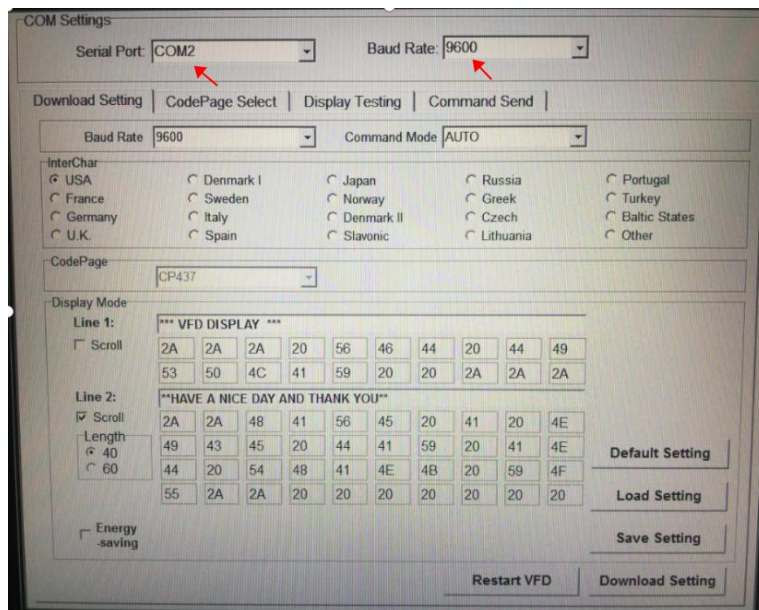 COM Settings
Serial Port: COM2 Baud Rate: 9600
Download Setting CodePage Select Display Testing Command Send
Baud Rate 9600 Command Mode AUTO
InterChar
USA Denmark I Japan Russia Portugal
France Sweden Norway Greek Turkey
Germany Italy Denmark II Czech Baltic States
U.K. Spain Slavonic Lithuania Other
CodePage
CP437
Display Mode
Line 1: *** VFD DISPLAY ***
Scroll 2A 2A 2A 20 56 46 44 20 44 49
53 50 4C 41 59 20 20 2A 2A 2A
Line 2: **HAVE A NICE DAY AND THANK YOU**
Scroll 2A 2A 48 41 56 45 20 41 20 4E
Length
40 49 43 45 20 44 41 59 20 41 4E Default Setting
60 44 20 54 48 41 4E 4B 20 59 4F
55 2A 2A 20 20 20 20 20 20 20 Load Setting
Energy
-saving Save Setting
Restart VFD Download Setting